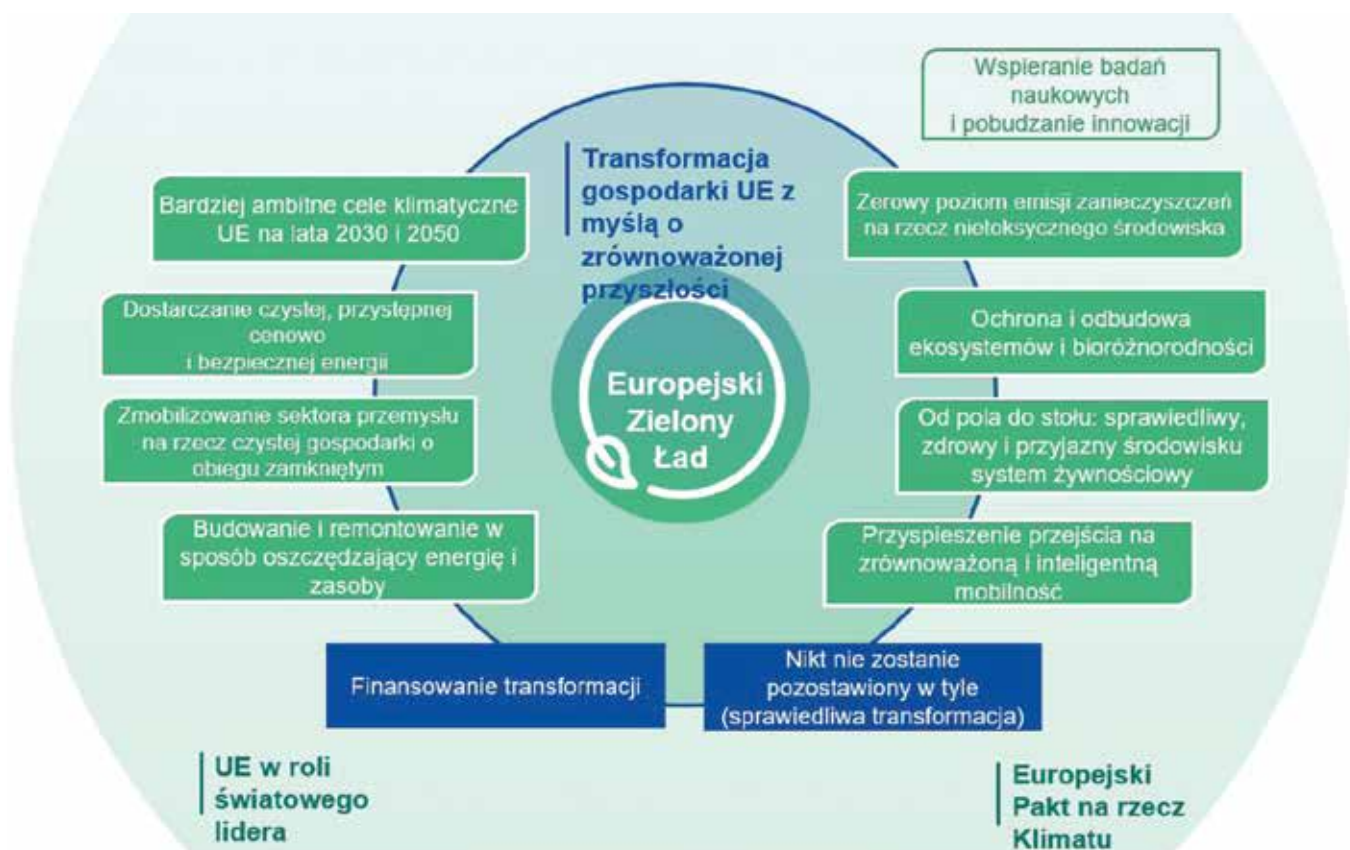 Wspieranie badań
naukowych
i pobudzanie innowacji
Transformacja
gospodarki UE z
myślą o
zrównoważonej
przyszłości
Bardziej ambitne cele klimatyczne
UE na lata 2030 i 2050
Zerowy poziom emisji zanieczyszczeń
na rzecz nietoksycznego środowiska
Dostarczanie czystej, przystępnej
cenowo
i bezpiecznej energii
Ochrona i odbudowa
ekosystemów i bioróżnorodności
Europejski
Zielony
Ład
Zmobilizowanie sektora przemysłu
na rzecz czystej gospodarki o
obiegu zamkniętym
Od pola do stołu: sprawiedliwy,
zdrowy i przyjazny środowisku
system żywnościowy
Budowanie i remontowanie w
sposób oszczędzający energię i
zasoby
Przyspieszenie przejścia na
zrównoważoną i inteligentną
mobilność
Finansowanie transformacji
Nikt nie zostanie
pozostawiony w tyle
(sprawiedliwa transformacja)
UE w roli
światowego
lidera
Europejski
Pakt na rzecz
Klimatu